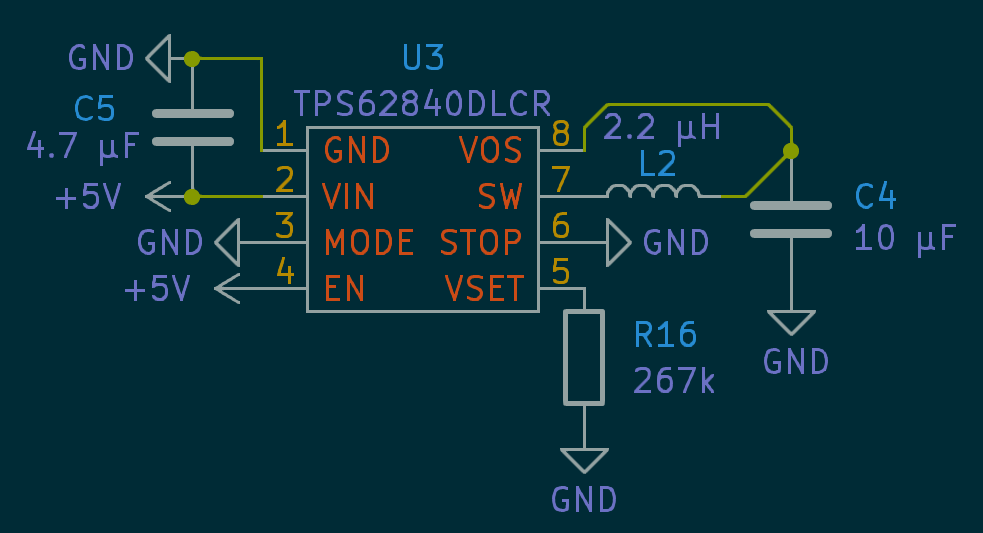 U3
TPS62840DLCR
GND
C5
4.7 µF
+5V
GND
+5V
1
2
3
4
GND
VIN
MODE
EN
VOS
SW
STOP
VSET
8
7
6
5
2.2 µH
L2
GND
C4
10 µF
GND
R16
267k
GND